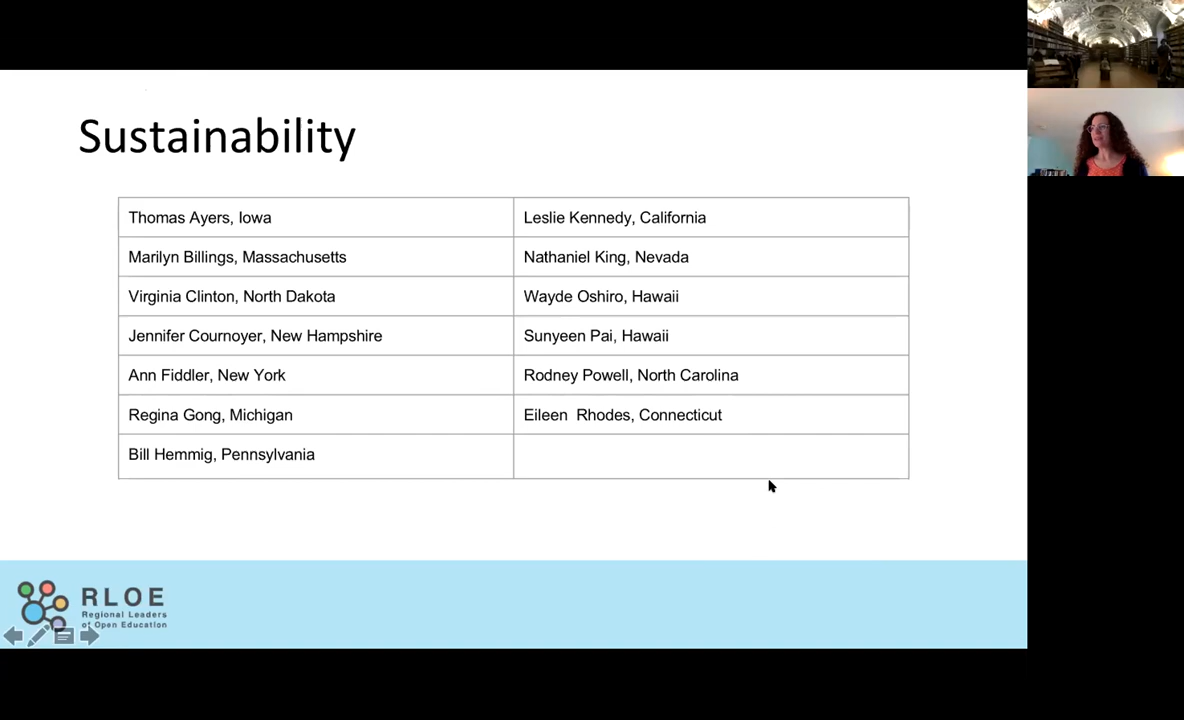 Sustainability
Thomas Ayers, Iowa
Leslie Kennedy, California
Marilyn Billings, Massachusetts
Nathaniel King, Nevada
Virginia Clinton, North Dakota
Wayde Oshiro, Hawaii
Jennifer Cournoyer, New Hampshire
Sunyeen Pai, Hawaii
Ann Fiddler, New York
Rodney Powell, North Carolina
Regina Gong, Michigan
Eileen  Rhodes, Connecticut
Bill Hemmig, Pennsylvania
RLOE
Regional Leaders
of Open Education